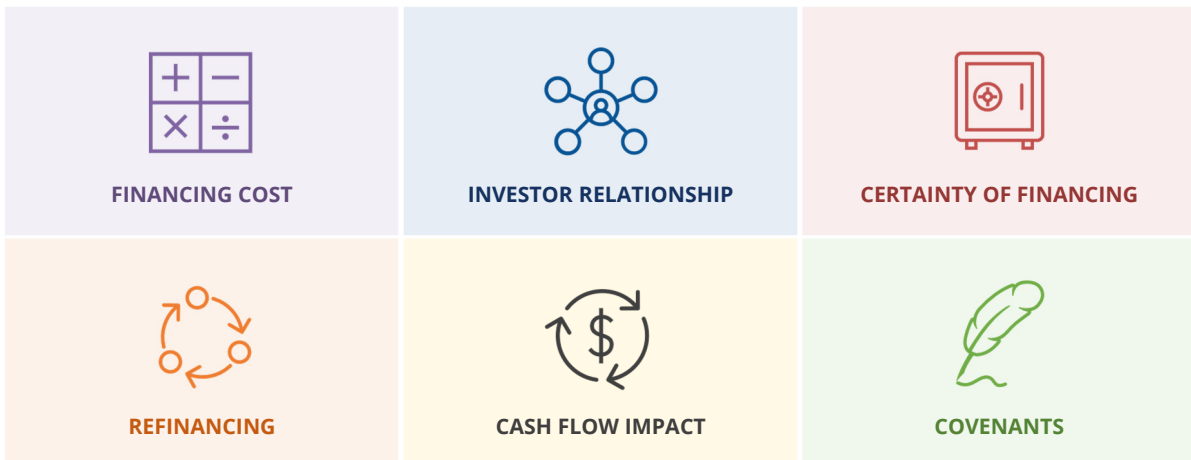 FINANCING COST
INVESTOR RELATIONSHIP
CERTAINTY OF FINANCING
REFINANCING
CASH FLOW IMPACT
COVENANTS